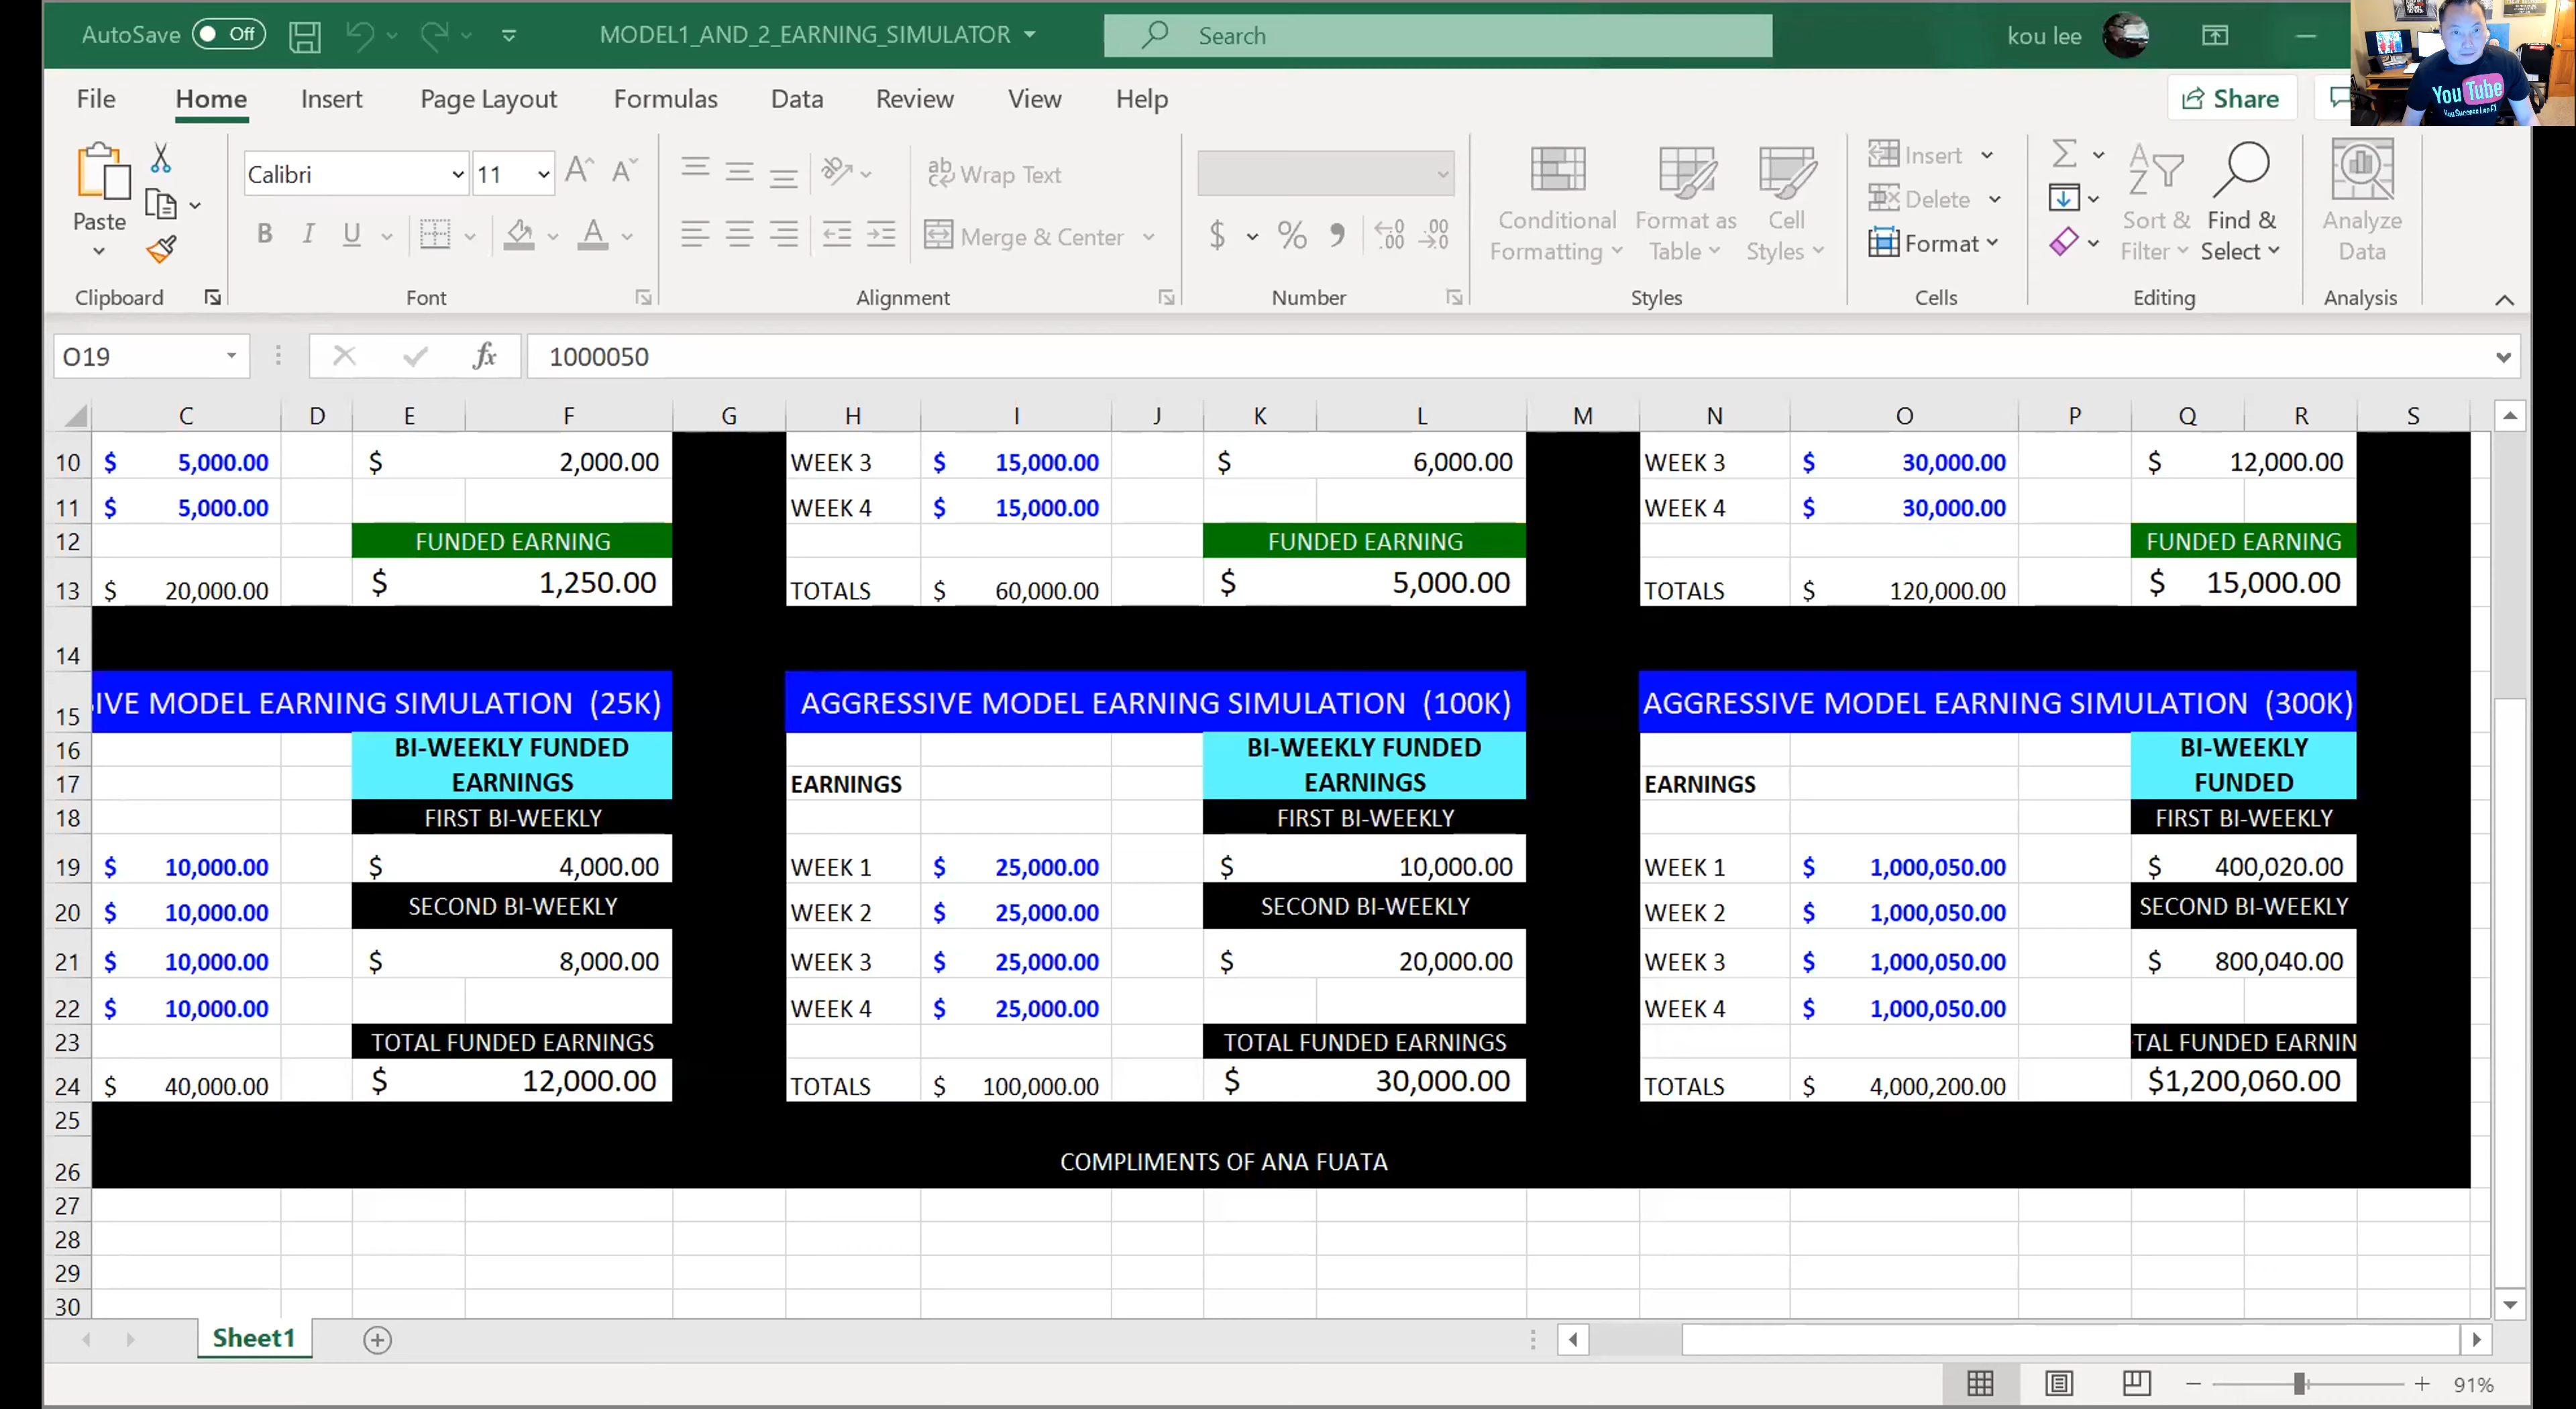 AutoSave Off MODEL1_AND_2_EARNING_SIMULATOR Search kou lee
File Home Insert Page Layout Formulas Data Review View Help Share
You Tube
Calibri 11 Wrap Text Insert
Paste Conditional Format as Cell Delete Sort & Find & Analyze
B I U Merge & Center $ % Formatting Table Styles Format Filter Select Data
Clipboard Font Alignment Number Styles Cells Editing Analysis
O19 fx 1000050
C D E F G H I J K L M N O P Q R S
10 $ 5,000.00 $ 2,000.00 WEEK 3 $ 15,000.00 $ 6,000.00 WEEK 3 $ 30,000.00 $ 12,000.00
11 $ 5,000.00 WEEK 4 $ 15,000.00 WEEK 4 $ 30,000.00
12 FUNDED EARNING FUNDED EARNING FUNDED EARNING
13 $ 20,000.00 $ 1,250.00 TOTALS $ 60,000.00 $ 5,000.00 TOTALS $ 120,000.00 $ 15,000.00
14
15 IVE MODEL EARNING SIMULATION (25K) AGGRESSIVE MODEL EARNING SIMULATION (100K) AGGRESSIVE MODEL EARNING SIMULATION (300K)
16 BI-WEEKLY FUNDED BI-WEEKLY FUNDED BI-WEEKLY
17 EARNINGS EARNINGS EARNINGS EARNINGS FUNDED
18 FIRST BI-WEEKLY FIRST BI-WEEKLY FIRST BI-WEEKLY
19 $ 10,000.00 $ 4,000.00 WEEK 1 $ 25,000.00 $ 10,000.00 WEEK 1 $ 1,000,050.00 $ 400,020.00
20 $ 10,000.00 SECOND BI-WEEKLY WEEK 2 $ 25,000.00 SECOND BI-WEEKLY WEEK 2 $ 1,000,050.00 SECOND BI-WEEKLY
21 $ 10,000.00 $ 8,000.00 WEEK 3 $ 25,000.00 $ 20,000.00 WEEK 3 $ 1,000,050.00 $ 800,040.00
22 $ 10,000.00 WEEK 4 $ 25,000.00 WEEK 4 $ 1,000,050.00
23 TOTAL FUNDED EARNINGS TOTAL FUNDED EARNINGS TAL FUNDED EARNIN
24 $ 40,000.00 $ 12,000.00 TOTALS $ 100,000.00 $ 30,000.00 TOTALS $ 4,000,200.00 $1,200,060.00
25
26 COMPLIMENTS OF ANA FUATA
27
28
29
30
Sheet1
91%